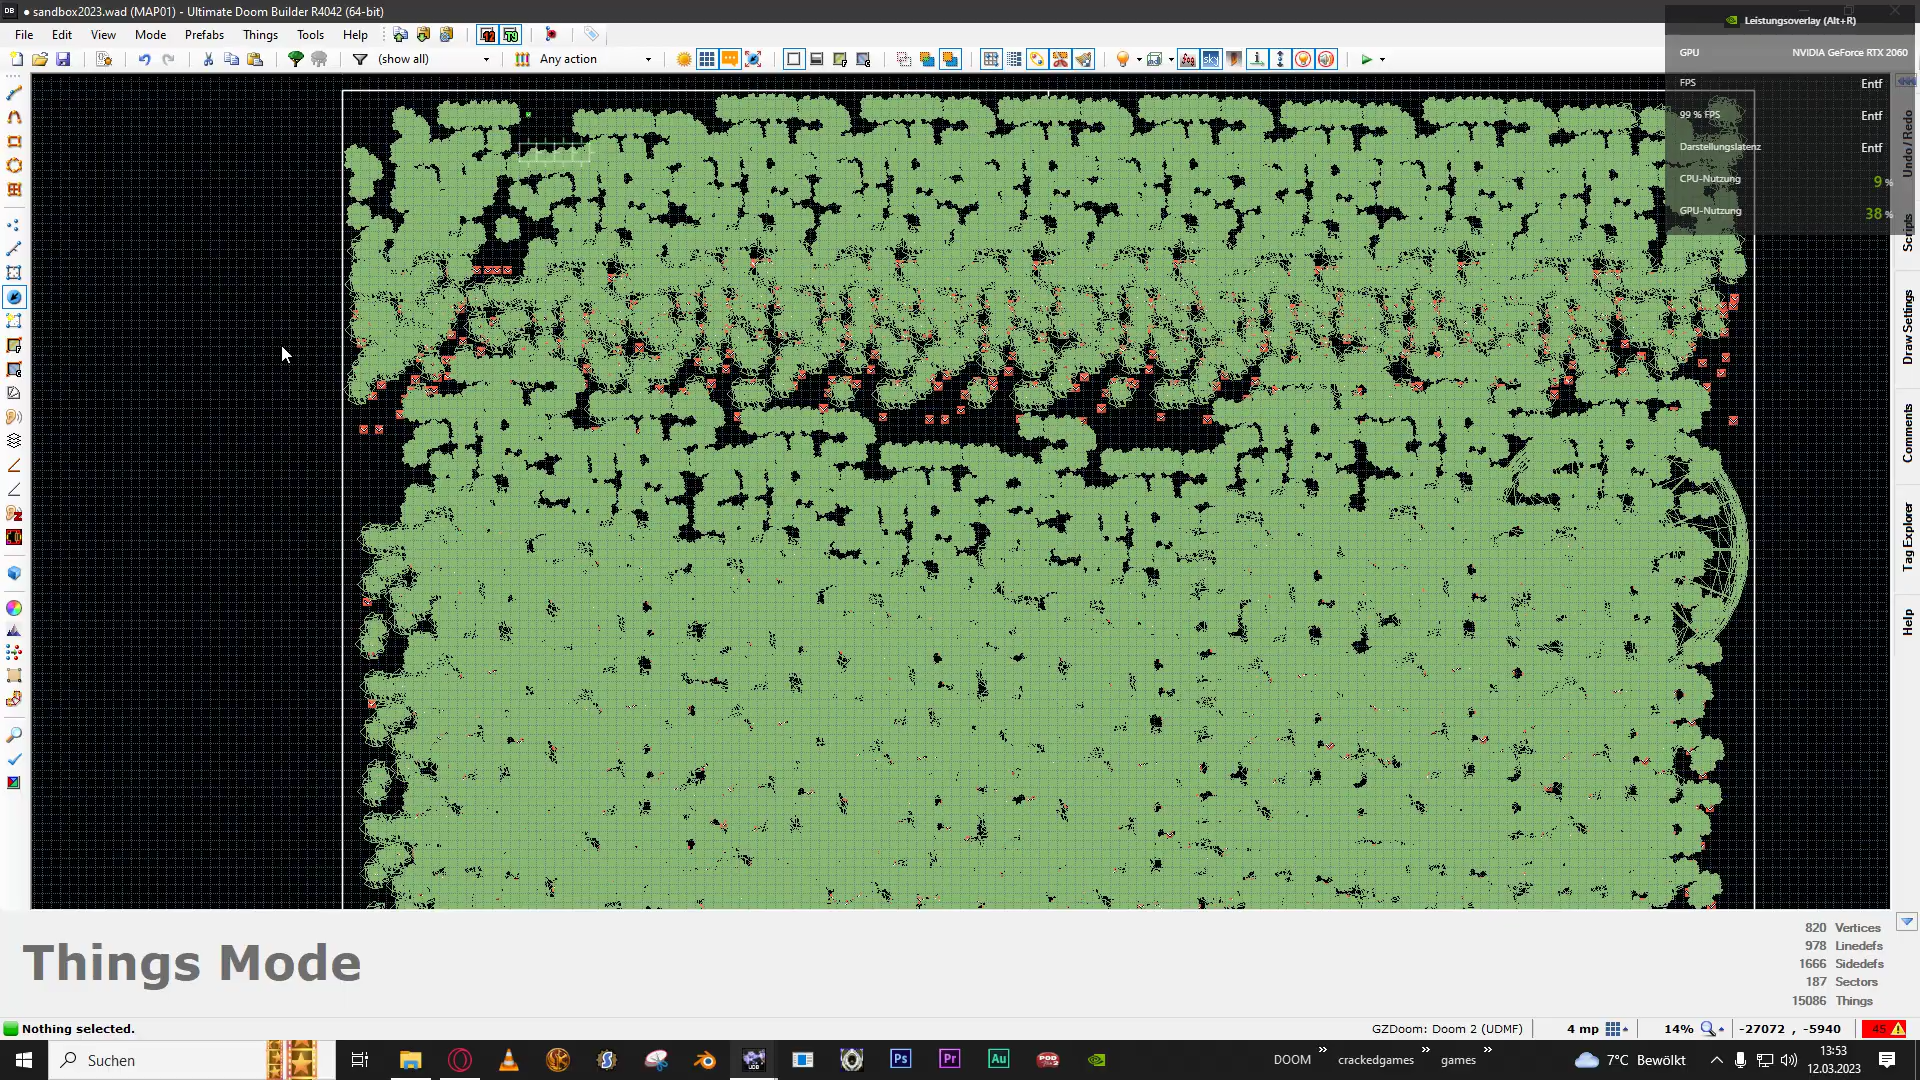 sandbox2023.wad (MAP01) - Ultimate Doom Builder R4042 (64-bit)
File Edit View Mode Prefabs Things Tools Help
(show all) Any action
Leistungsoverlay (Alt+R)
GPU NVIDIA GeForce RTX 2060
FPS Entf
99 % FPS Entf
Darstellungslatenz Entf
CPU-Nutzung 9 %
GPU-Nutzung 38 %
Undo / Redo
Scripts
Draw Settings
Comments
Tag Explorer
Help
Things Mode
820 Vertices
978 Linedefs
1666 Sidedefs
187 Sectors
15086 Things
Nothing selected.
GZDoom: Doom 2 (UDMF) 4 mp 14% -27072 , -5940 45
Suchen
DOOM » crackedgames » games »
7°C Bewölkt
13:53
12.03.2023